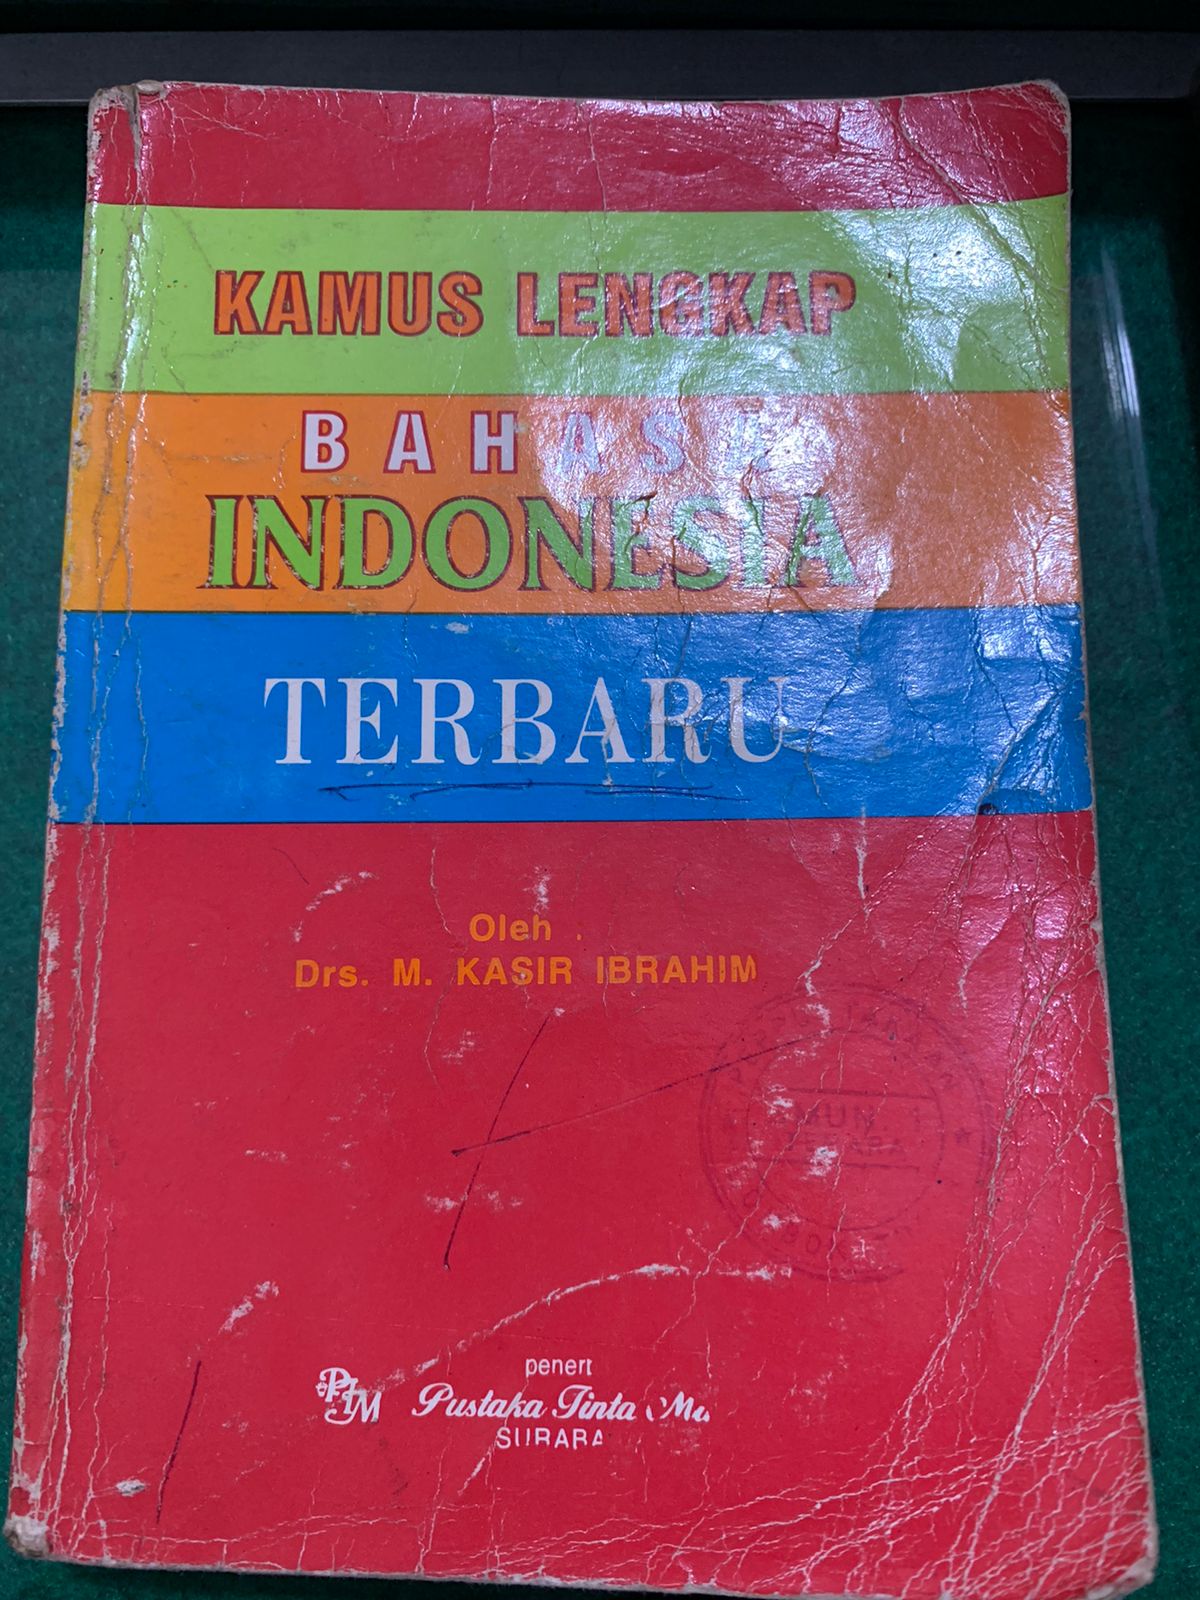 KAMUS LENGKAP
BAHASA
INDONESIA
TERBARU
Oleh .
Drs. M. KASIR IBRAHIM
PTM
Pustaka Tinta